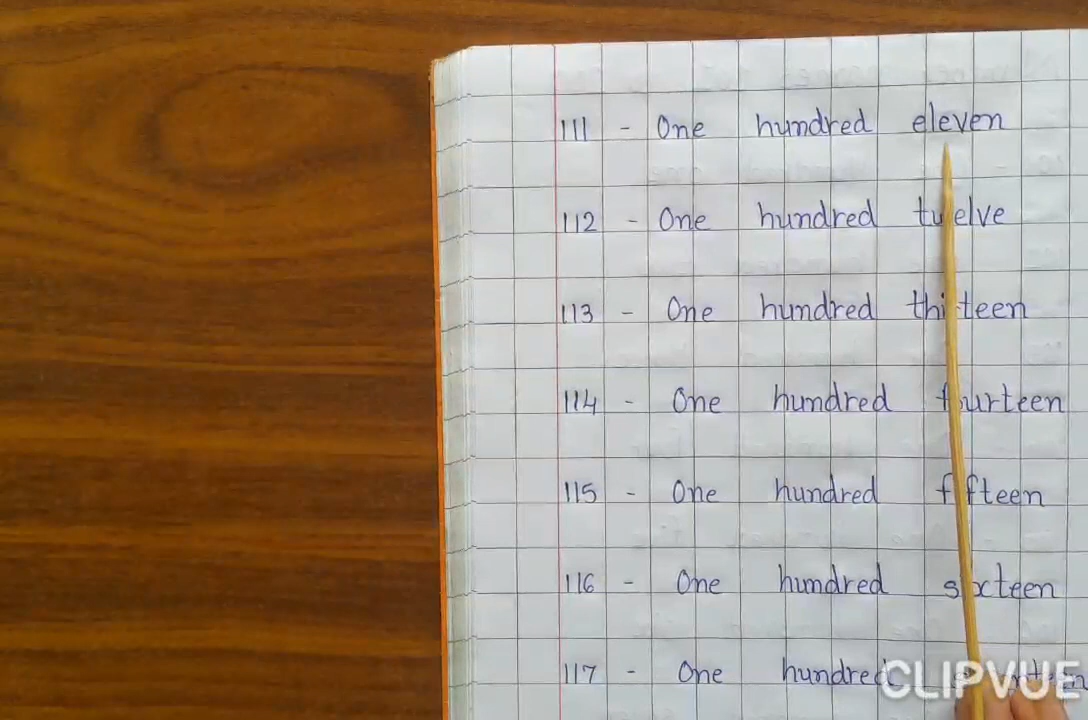 111 - One hundred eleven
112 - One hundred twelve
113 - One hundred thirteen
114 - One hundred fourteen
115 - One hundred fifteen
116 - One hundred sixteen
117 - One hundred
CLIPVUE